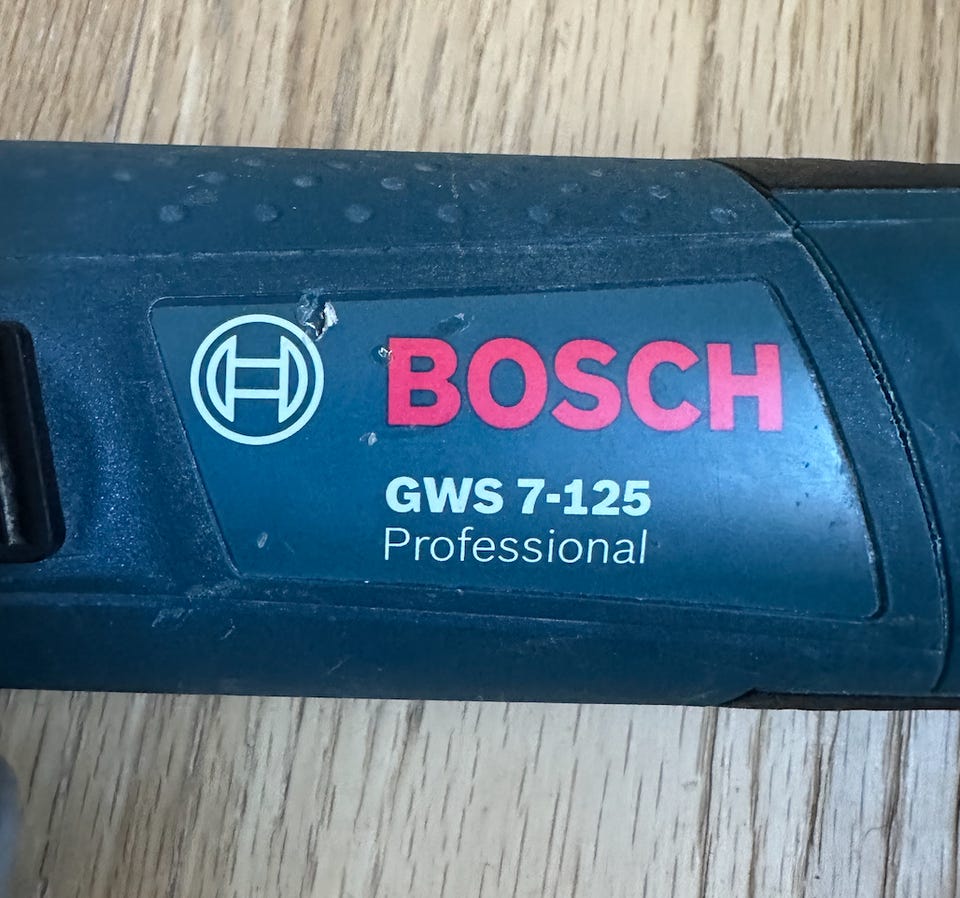 BOSCH
GWS 7-125
Professional